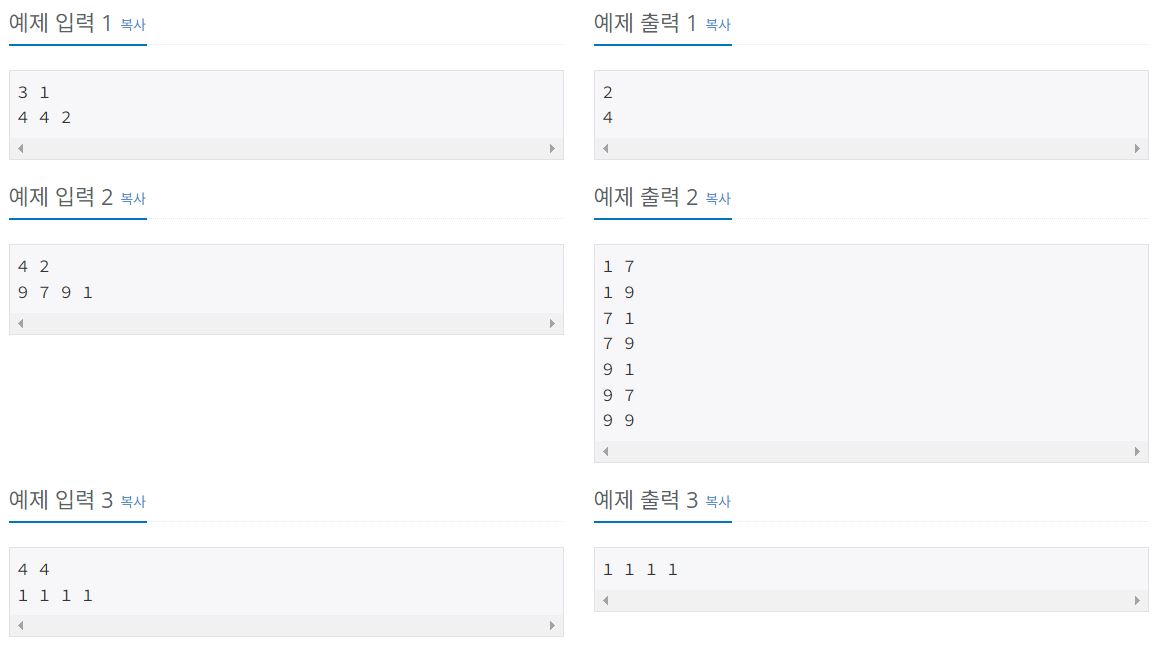 예제 입력 1 복사
3 1
4 4 2
예제 출력 1 복사
2
4
예제 입력 2 복사
4 2
9 7 9 1
예제 출력 2 복사
1 7
1 9
7 1
7 9
9 1
9 7
9 9
예제 입력 3 복사
4 4
1 1 1 1
예제 출력 3 복사
1 1 1 1